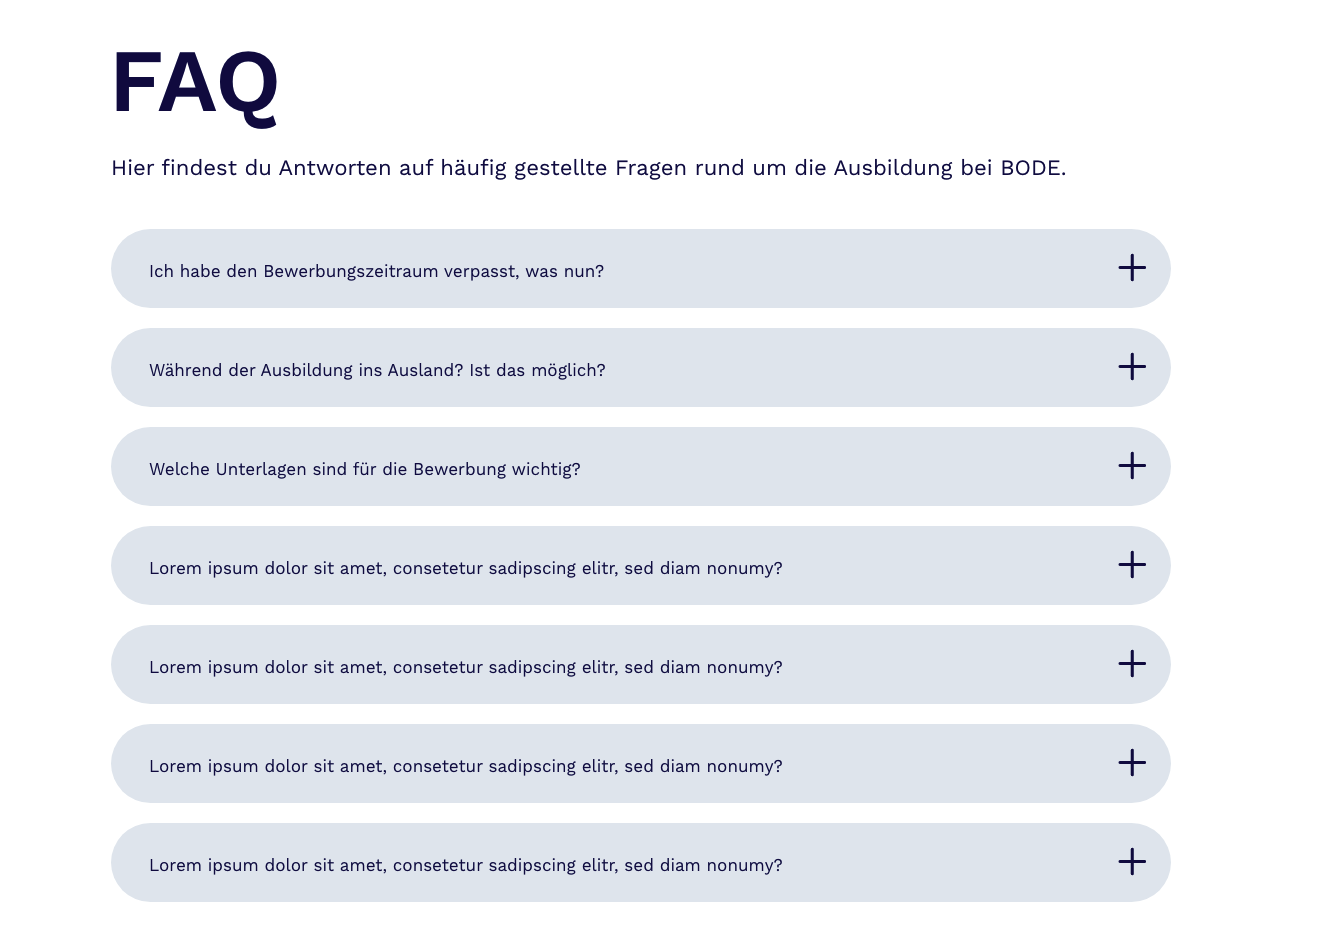 FAQ
Hier findest du Antworten auf häufig gestellte Fragen rund um die Ausbildung bei BODE.
Ich habe den Bewerbungszeitraum verpasst, was nun?
Während der Ausbildung ins Ausland? Ist das möglich?
Welche Unterlagen sind für die Bewerbung wichtig?
Lorem ipsum dolor sit amet, consetetur sadipscing elitr, sed diam nonumy?
Lorem ipsum dolor sit amet, consetetur sadipscing elitr, sed diam nonumy?
Lorem ipsum dolor sit amet, consetetur sadipscing elitr, sed diam nonumy?
Lorem ipsum dolor sit amet, consetetur sadipscing elitr, sed diam nonumy?